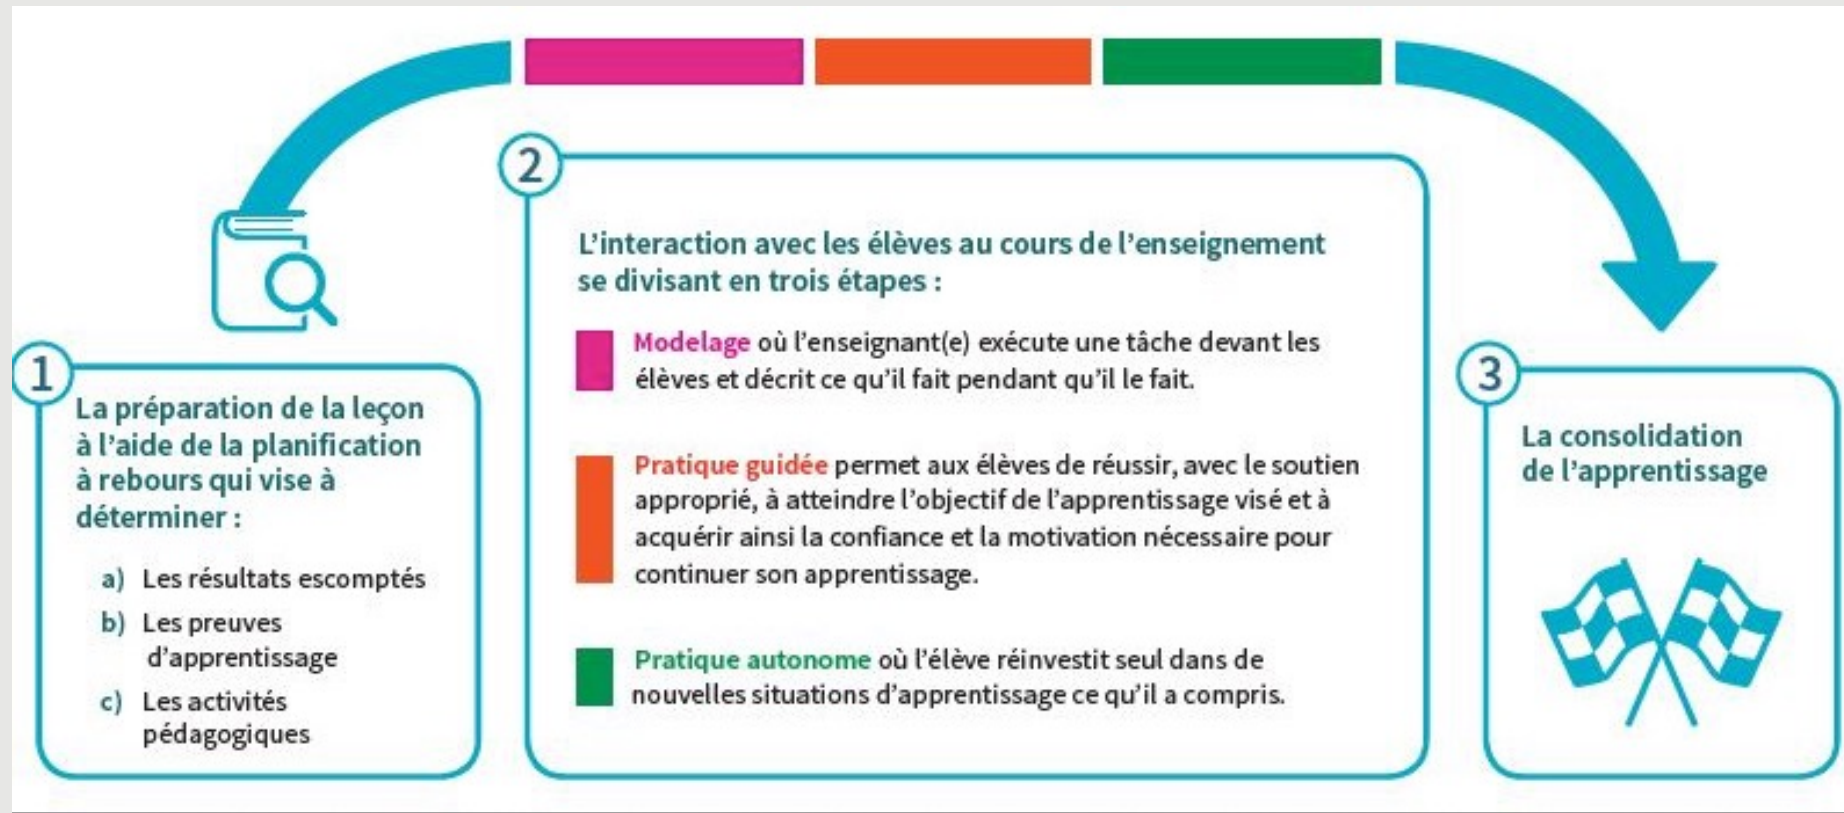 1
La préparation de la leçon
à l'aide de la planification
à rebours qui vise à
déterminer :
a) Les résultats escomptés
b) Les preuves
d'apprentissage
c) Les activités
pédagogiques
2
L'interaction avec les élèves au cours de l'enseignement
se divisant en trois étapes :
Modelage où l'enseignant(e) exécute une tâche devant les
élèves et décrit ce qu'il fait pendant qu'il le fait.
Pratique guidée permet aux élèves de réussir, avec le soutien
approprié, à atteindre l'objectif de l'apprentissage visé et à
acquérir ainsi la confiance et la motivation nécessaire pour
continuer son apprentissage.
Pratique autonome où l'élève réinvestit seul dans de
nouvelles situations d'apprentissage ce qu'il a compris.
3
La consolidation
de l'apprentissage